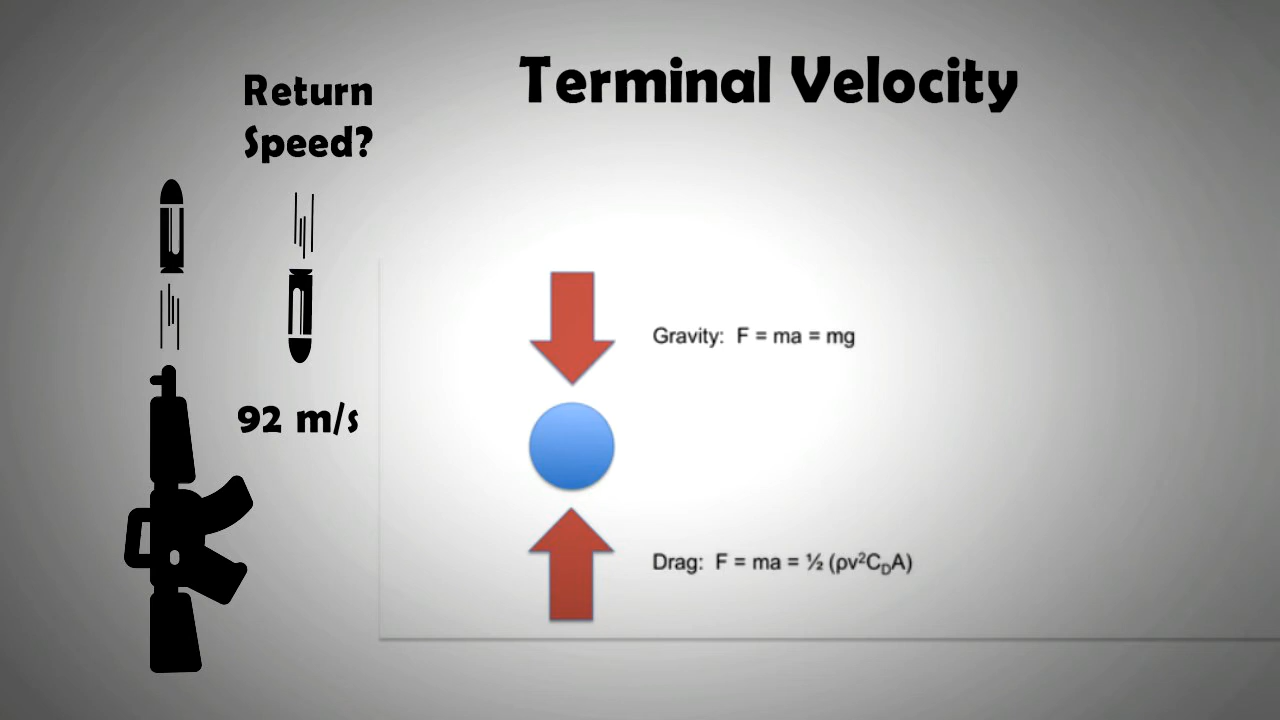 Return
Speed?
Terminal Velocity
Gravity: F = ma = mg
92 m/s
Drag: F = ma = ½ (ρv²C_DA)